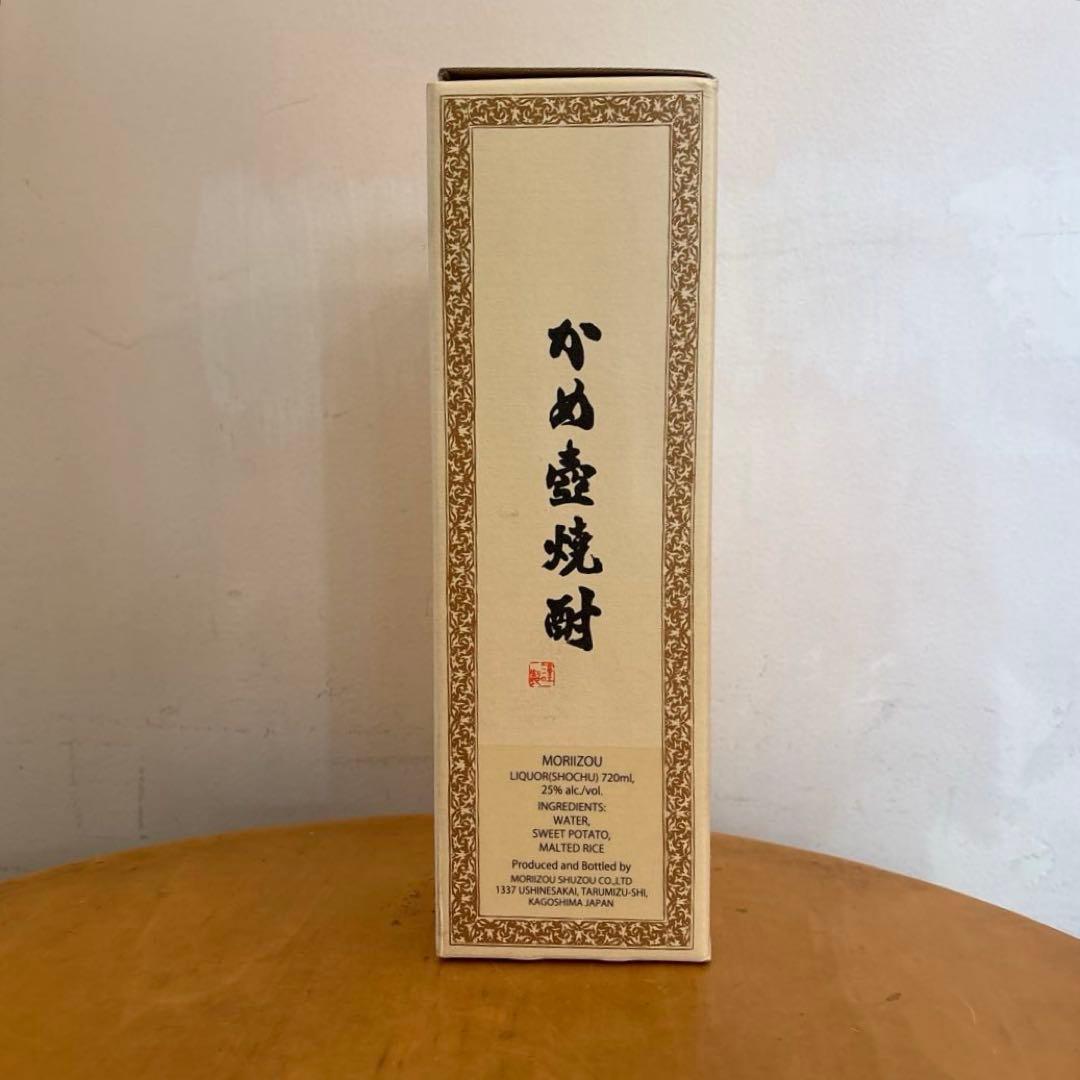 かめ壺焼酎
MORIIZOU
LIQUOR(SHOCHU) 720ml,
25% alc./vol.
INGREDIENTS:
WATER,
SWEET POTATO,
MALTED RICE
Produced and Bottled by
MORIIZOU SHUZOU CO.,LTD
1337 USHINESAKAI, TARUMIZU-SHI,
KAGOSHIMA JAPAN